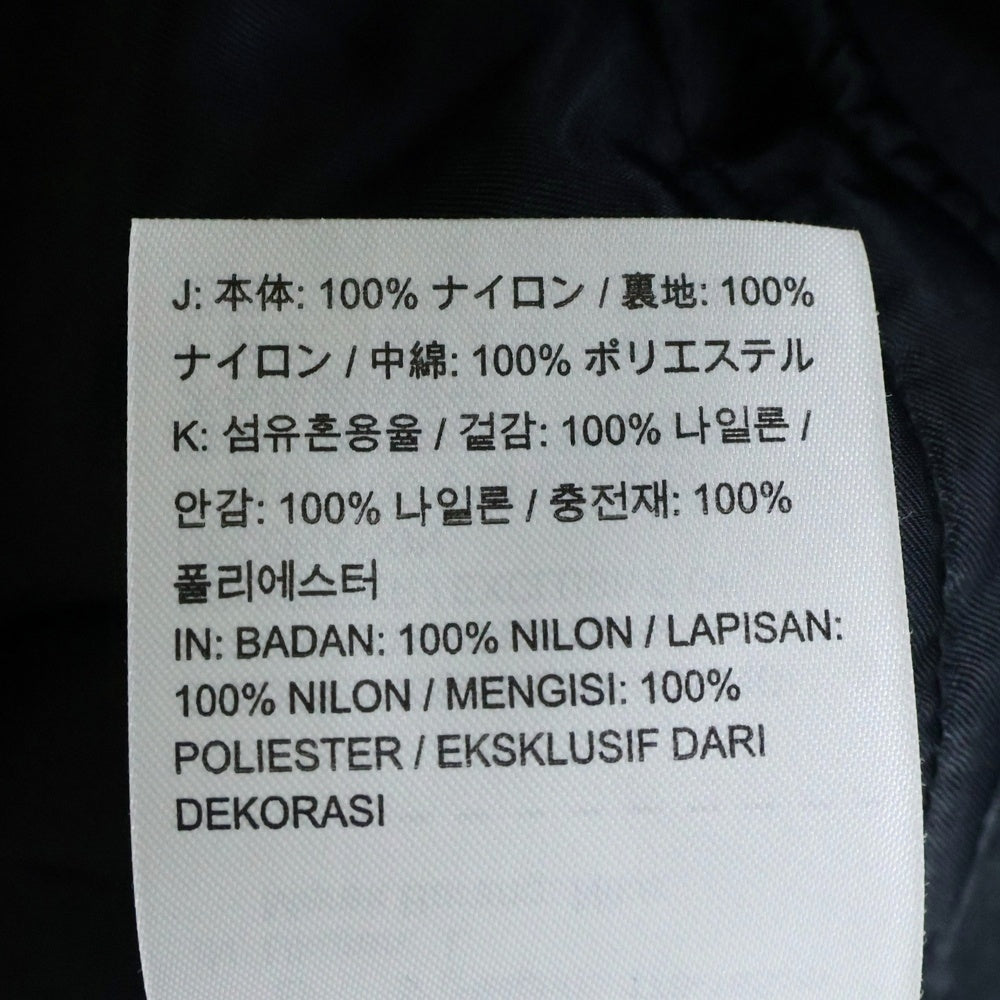 J: 本体: 100% ナイロン / 裏地: 100%
ナイロン / 中綿: 100% ポリエステル
K: 섬유혼용율 / 겉감: 100% 나일론 /
안감: 100% 나일론 / 충전재: 100%
폴리에스터
IN: BADAN: 100% NILON / LAPISAN:
100% NILON / MENGISI: 100%
POLIESTER / EKSKLUSIF DARI
DEKORASI